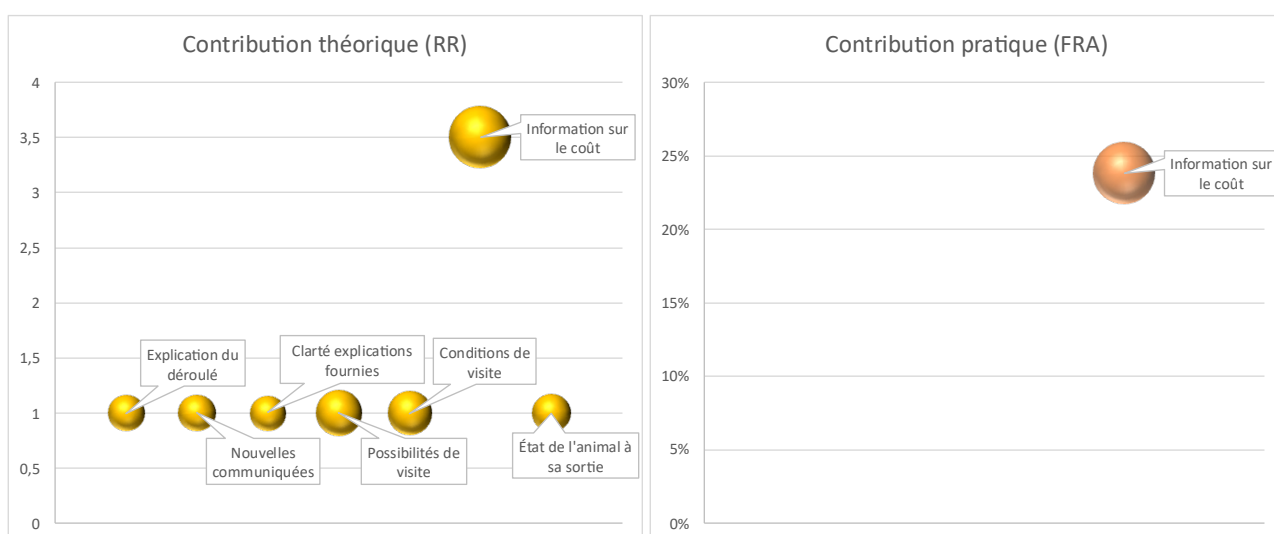 Contribution théorique (RR)
4
3,5
3
2,5
2
1,5
1
0,5
0
Information sur
le coût
Explication du
déroulé
Clarté explications
fournies
Conditions de
visite
Nouvelles
communiquées
Possibilités de
visite
État de l'animal à
sa sortie
Contribution pratique (FRA)
30%
25%
20%
15%
10%
5%
0%
Information sur
le coût